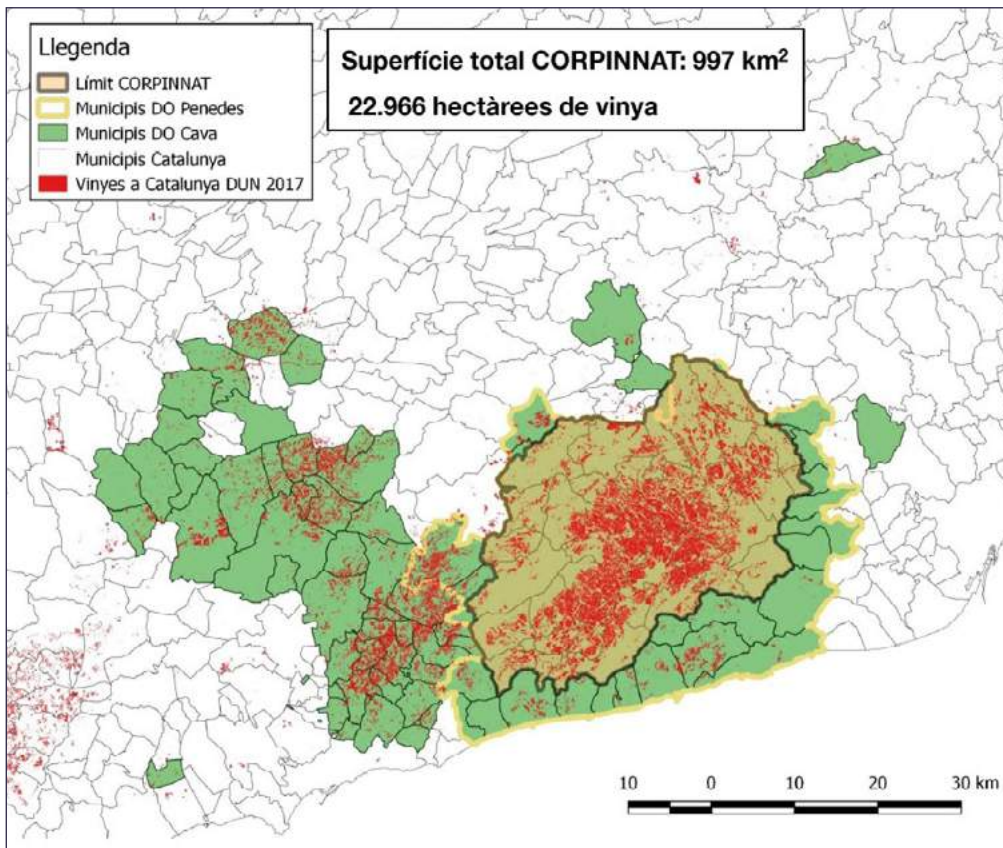 Llegenda
Límit CORPINNAT
Municipis DO Penedes
Municipis DO Cava
Municipis Catalunya
Vinyes a Catalunya DUN 2017
Superfície total CORPINNAT: 997 km²
22.966 hectàrees de vinya
10 0 10 20 30 km